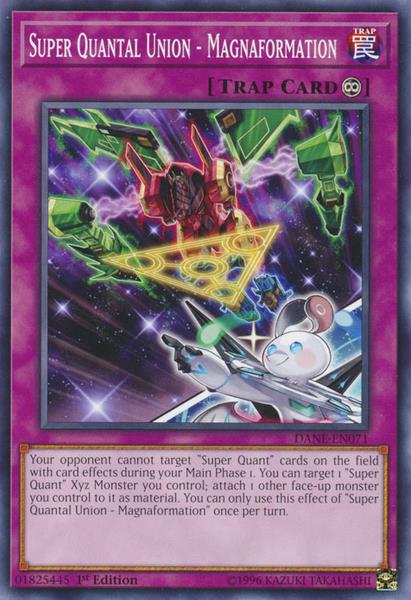 SUPER QUANTAL UNION - MAGNAFORMATION
TRAP
罠
[TRAP CARD]
DANE-EN071
Your opponent cannot target "Super Quant" cards on the field
with card effects during your Main Phase 1. You can target 1 "Super
Quant" Xyz Monster you control; attach 1 other face-up monster
you control to it as material. You can only use this effect of "Super
Quantal Union - Magnaformation" once per turn.
01825445 1st Edition ©1996 KAZUKI TAKAHASHI